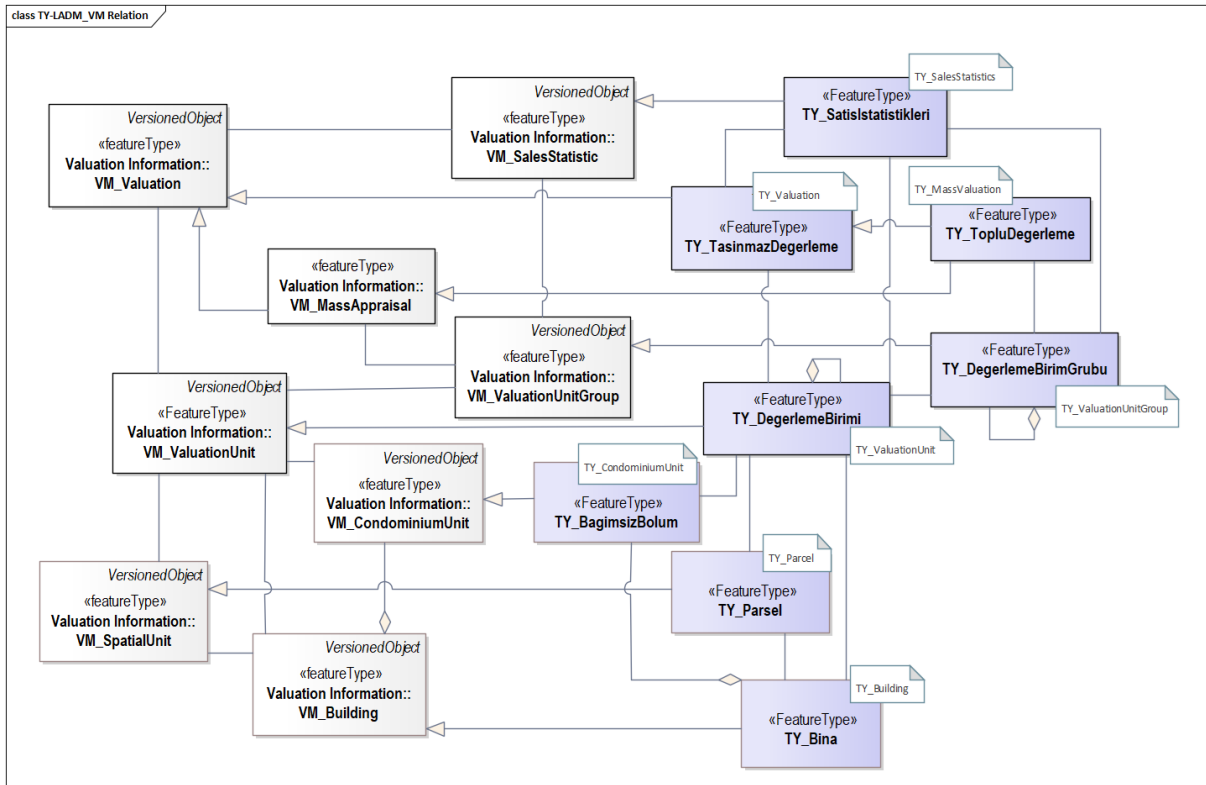 class TY-LADM_VM Relation
VersionedObject
«featureType»
Valuation Information::
VM_Valuation
VersionedObject
«featureType»
Valuation Information::
VM_SalesStatistic
TY_SalesStatistics
«FeatureType»
TY_SatisIstatistikleri
TY_Valuation
«FeatureType»
TY_TasinmazDegerleme
TY_MassValuation
«FeatureType»
TY_TopluDegerleme
«featureType»
Valuation Information::
VM_MassAppraisal
VersionedObject
«featureType»
Valuation Information::
VM_ValuationUnitGroup
«FeatureType»
TY_DegerlemeBirimGrubu
TY_ValuationUnitGroup
VersionedObject
«FeatureType»
Valuation Information::
VM_ValuationUnit
«FeatureType»
TY_DegerlemeBirimi
TY_ValuationUnit
VersionedObject
«featureType»
Valuation Information::
VM_CondominiumUnit
TY_CondominiumUnit
«FeatureType»
TY_BagimsizBolum
VersionedObject
«featureType»
Valuation Information::
VM_SpatialUnit
TY_Parcel
«FeatureType»
TY_Parsel
VersionedObject
«featureType»
Valuation Information::
VM_Building
TY_Building
«FeatureType»
TY_Bina